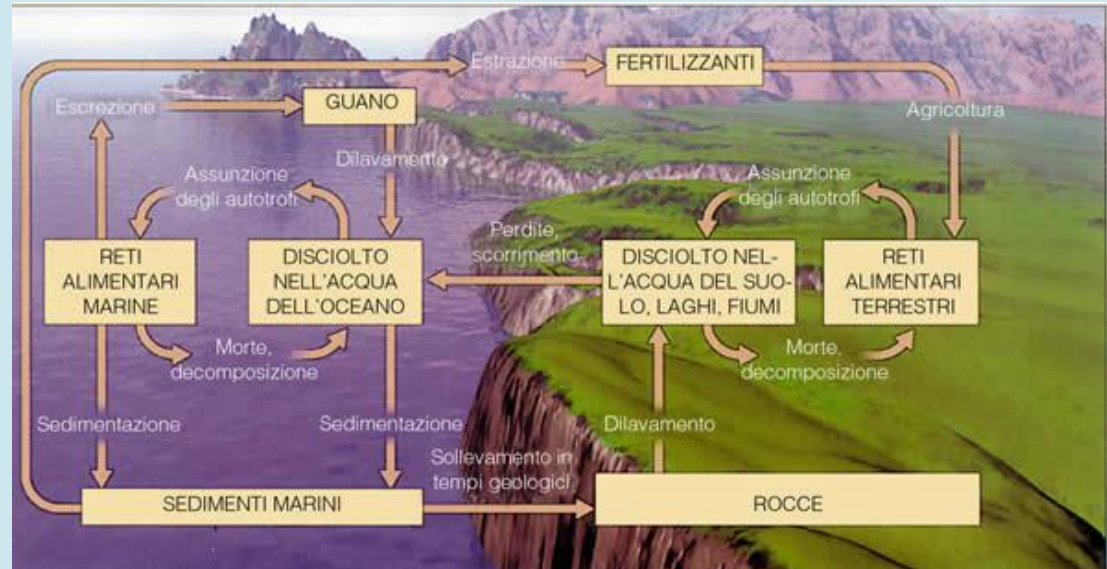 Estrazione
FERTILIZZANTI
Escrezione
GUANO
Agricoltura
Dilavamento
Assunzione
degli autotrofi
Assunzione
degli autotrofi
RETI
ALIMENTARI
MARINE
DISCIOLTO
NELL'ACQUA
DELL'OCEANO
Perdite,
scorrimento
DISCIOLTO NEL-
L'ACQUA DEL SUO-
LO, LAGHI, FIUMI
RETI
ALIMENTARI
TERRESTRI
Morte,
decomposizione
Morte,
decomposizione
Sedimentazione
Sedimentazione
Dilavamento
Sollevamento in
tempi geologici
SEDIMENTI MARINI
ROCCE